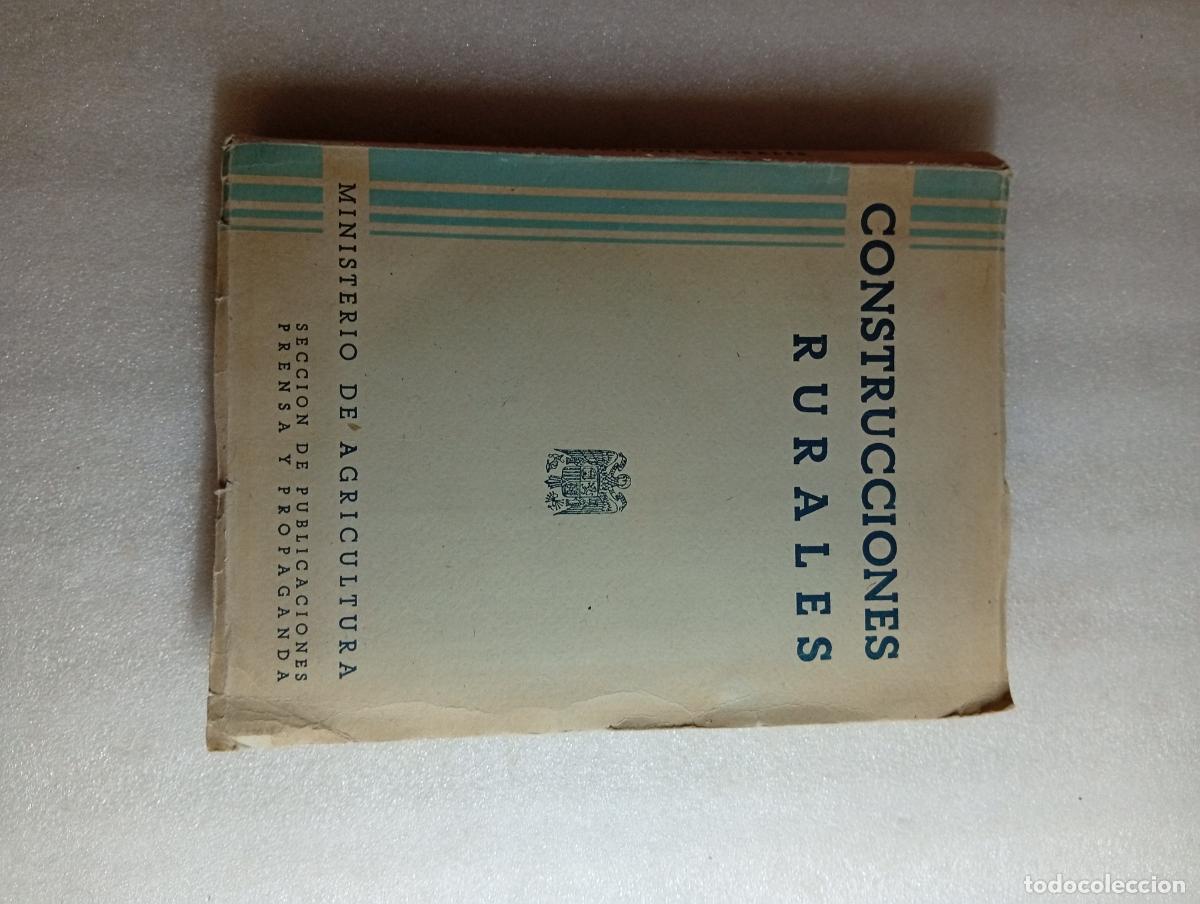 CONSTRUCCIONES
RURALES
MINISTERIO DE AGRICULTURA
SECCION DE PUBLICACIONES
PRENSA Y PROPAGANDA
todocoleccion